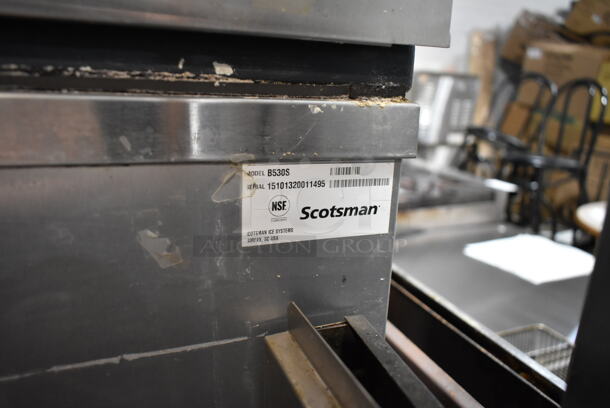 MODEL B530S
SERIAL 15101320011495
NSF
Scotsman
SCOTSMAN ICE SYSTEMS
AUCTION GROUP